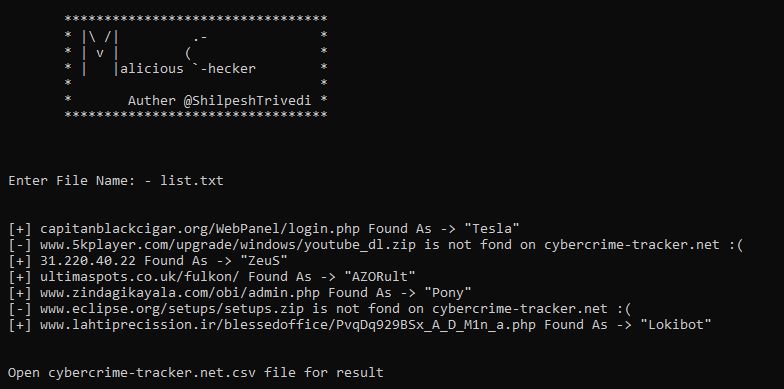 *********************************
* |\ /|         .-              *
* | v |        (                *
* |   |alicious `-hecker        *
*                               *
*       Auther @ShilpeshTrivedi *
*********************************
Enter File Name: - list.txt
[+] capitanblackcigar.org/WebPanel/login.php Found As -> "Tesla"
[-] www.5kplayer.com/upgrade/windows/youtube_dl.zip is not fond on cybercrime-tracker.net :(
[+] 31.220.40.22 Found As -> "ZeuS"
[+] ultimaspots.co.uk/fulkon/ Found As -> "AZORult"
[+] www.zindagikayala.com/obi/admin.php Found As -> "Pony"
[-] www.eclipse.org/setups/setups.zip is not fond on cybercrime-tracker.net :(
[+] www.lahtiprecission.ir/blessedoffice/PvqDq929BSx_A_D_M1n_a.php Found As -> "Lokibot"
Open cybercrime-tracker.net.csv file for result